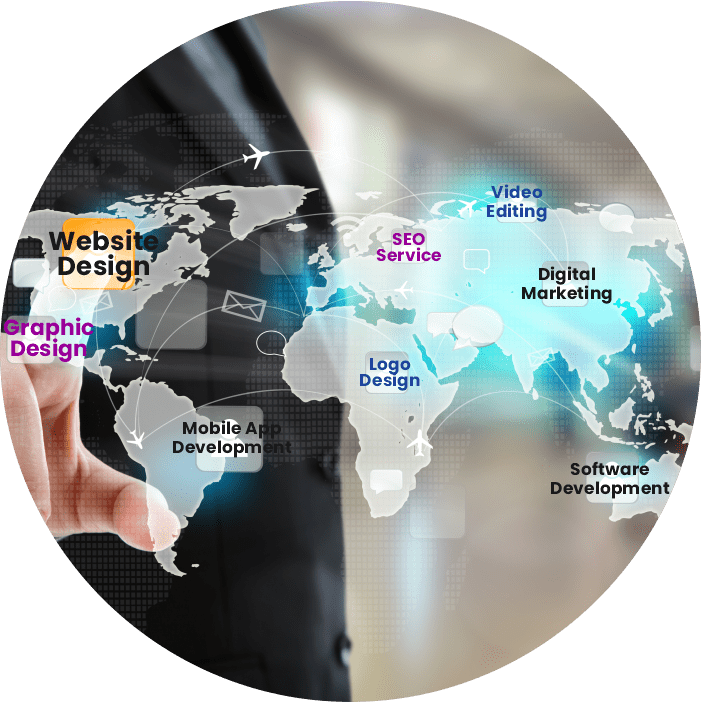 Video
Editing
Website
Design
SEO
Service
Digital
Marketing
Graphic
Design
Logo
Design
Mobile App
Development
Software
Development